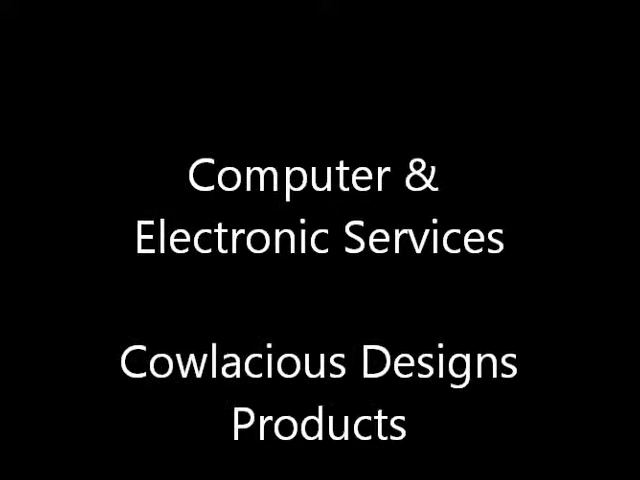 Computer &
Electronic Services
Cowlacious Designs
Products